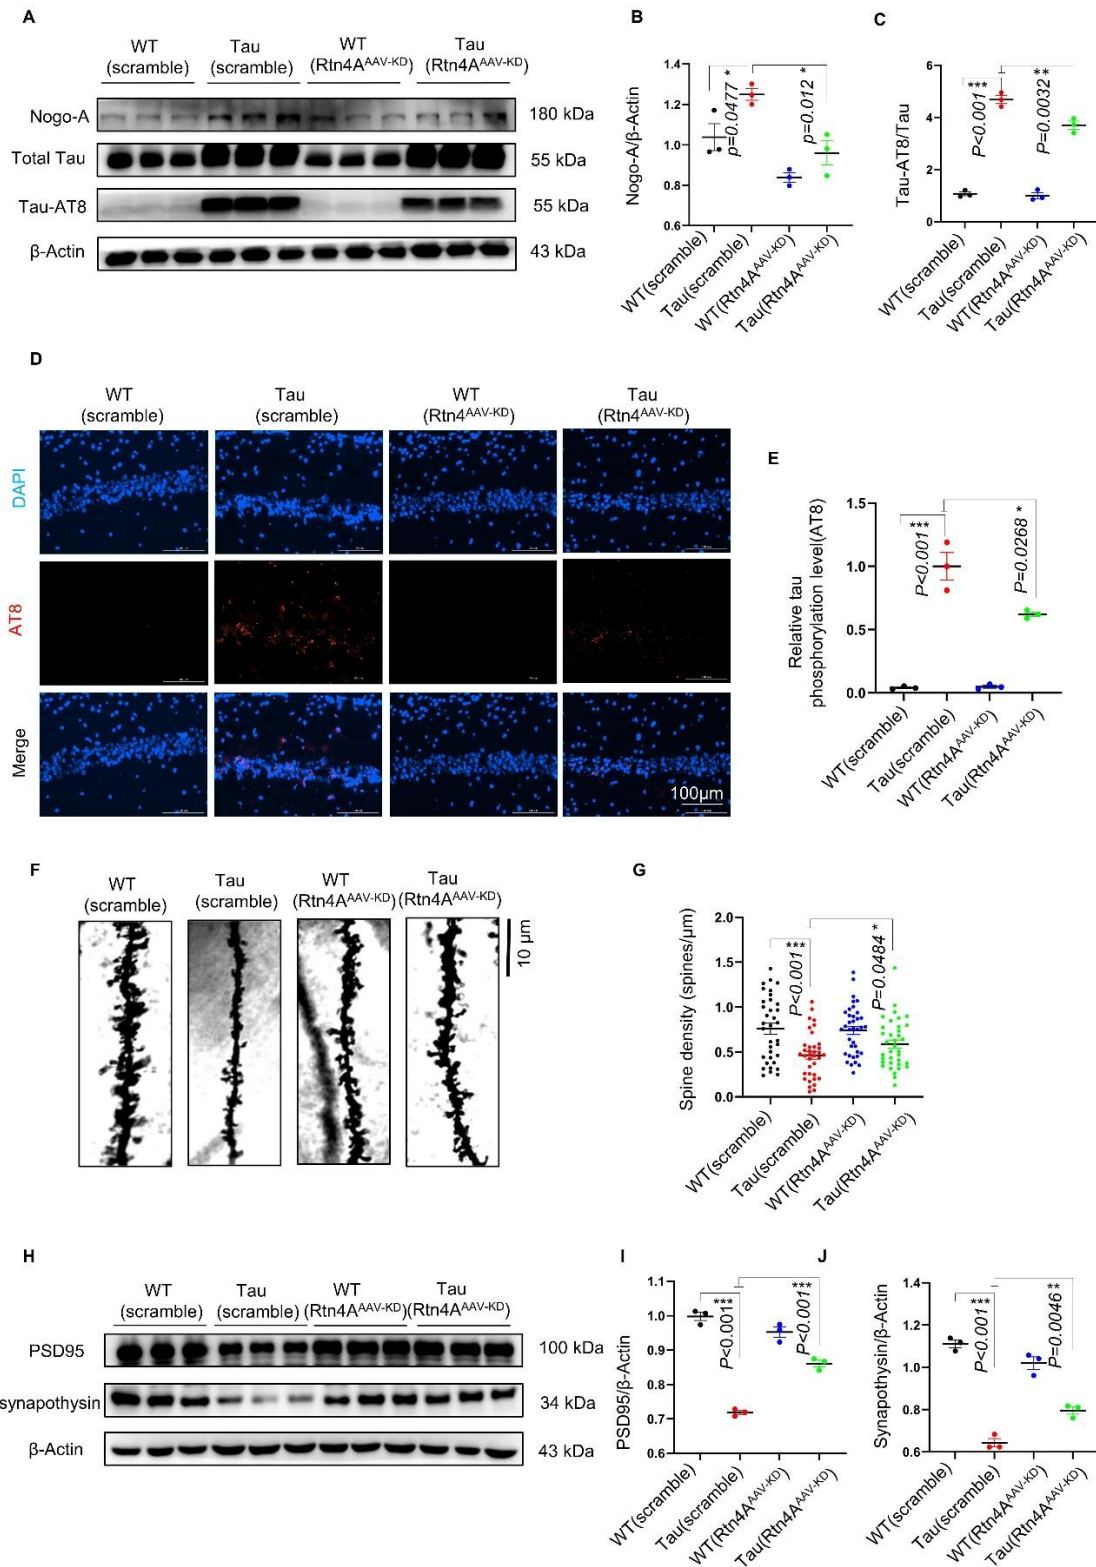 A
WT
(scramble)
Tau
(scramble)
WT
(Rtn4A^AAV-KD)
Tau
(Rtn4A^AAV-KD)
Nogo-A
180 kDa
Total Tau
55 kDa
Tau-AT8
55 kDa
β-Actin
43 kDa
B
Nogo-A/β-Actin
1.4
1.2
1.0
0.8
0.6
*
p=0.0477
*
p=0.012
WT(scramble)
Tau(scramble)
WT(Rtn4A^AAV-KD)
Tau(Rtn4A^AAV-KD)
C
Tau-AT8/Tau
6
4
2
0
***
P<0.001
**
P=0.0032
WT(scramble)
Tau(scramble)
WT(Rtn4A^AAV-KD)
Tau(Rtn4A^AAV-KD)
D
WT
(scramble)
Tau
(scramble)
WT
(Rtn4^AAV-KD)
Tau
(Rtn4^AAV-KD)
DAPI
AT8
Merge
100μm
E
Relative tau
phosphorylation level(AT8)
1.5
1.0
0.5
0.0
***
P<0.001
*
P=0.0268
WT(scramble)
Tau(scramble)
WT(Rtn4A^AAV-KD)
Tau(Rtn4A^AAV-KD)
F
WT
(scramble)
Tau
(scramble)
WT
(Rtn4A^AAV-KD)
Tau
(Rtn4A^AAV-KD)
10 μm
G
Spine density (spines/μm)
2.0
1.5
1.0
0.5
0.0
***
P<0.001
*
P=0.0484
WT(scramble)
Tau(scramble)
WT(Rtn4A^AAV-KD)
Tau(Rtn4A^AAV-KD)
H
WT
(scramble)
Tau
(scramble)
WT
(Rtn4A^AAV-KD)
Tau
(Rtn4A^AAV-KD)
PSD95
100 kDa
synapothysin
34 kDa
β-Actin
43 kDa
I
PSD95/β-Actin
1.1
1.0
0.9
0.8
0.7
0.6
***
P<0.001
***
P<0.001
WT(scramble)
Tau(scramble)
WT(Rtn4A^AAV-KD)
Tau(Rtn4A^AAV-KD)
J
Synapothysin/β-Actin
1.4
1.2
1.0
0.8
0.6
***
P<0.001
**
P=0.0046
WT(scramble)
Tau(scramble)
WT(Rtn4A^AAV-KD)
Tau(Rtn4A^AAV-KD)